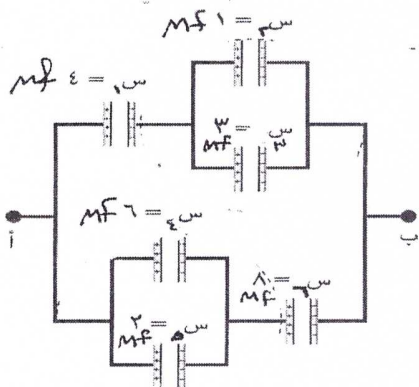 س٢ = ١ Mf
س١ = ٤ Mf
س٣ = ٣ Mf
أ
ب
س٤ = ٦ Mf
س٥ = ٢ Mf
س٦ = ٨ Mf